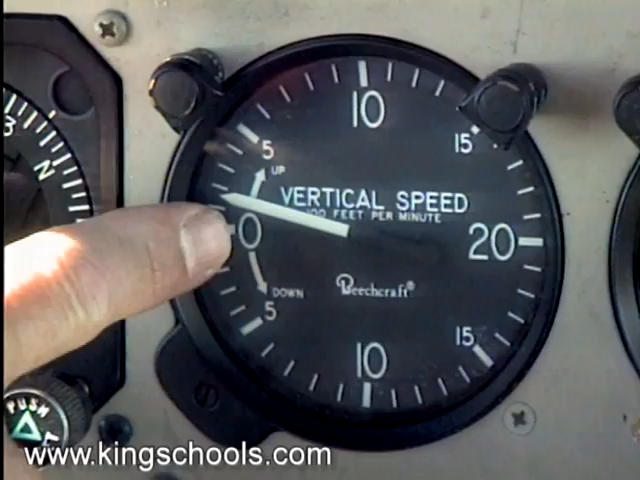 10
15
5
UP
VERTICAL SPEED
100 FEET PER MINUTE
0
20
Beechcraft®
DOWN
5
15
10
3
N
PUSH
www.kingschools.com